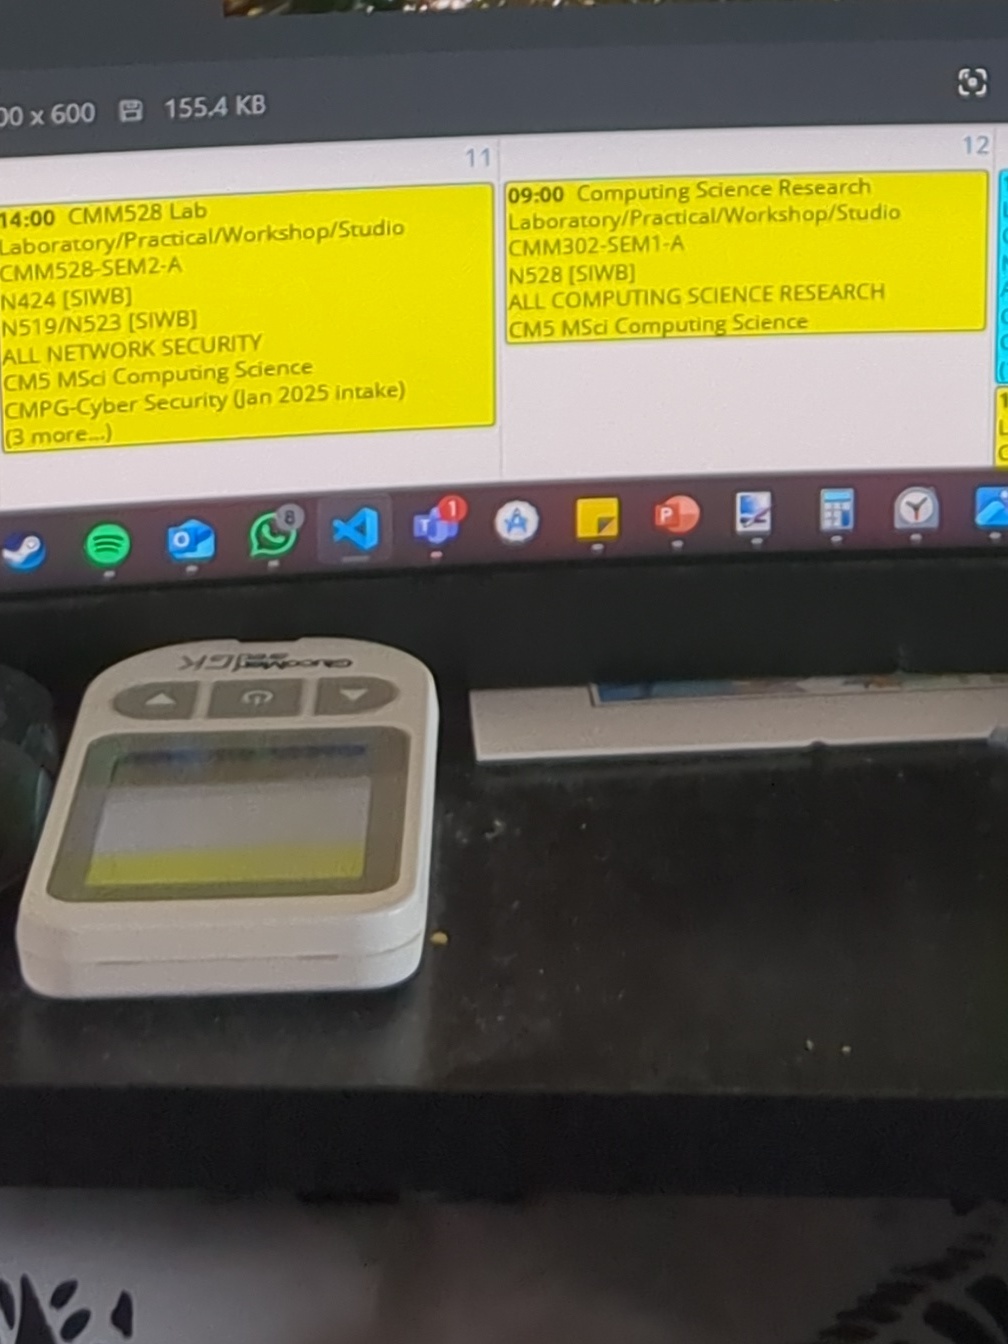 00 x 600 155.4 KB
11
12
14:00 CMM528 Lab
Laboratory/Practical/Workshop/Studio
CMM528-SEM2-A
N424 [SIWB]
N519/N523 [SIWB]
ALL NETWORK SECURITY
CM5 MSci Computing Science
CMPG-Cyber Security (Jan 2025 intake)
(3 more...)
09:00 Computing Science Research
Laboratory/Practical/Workshop/Studio
CMM302-SEM1-A
N528 [SIWB]
ALL COMPUTING SCIENCE RESEARCH
CM5 MSci Computing Science
8
1
GK